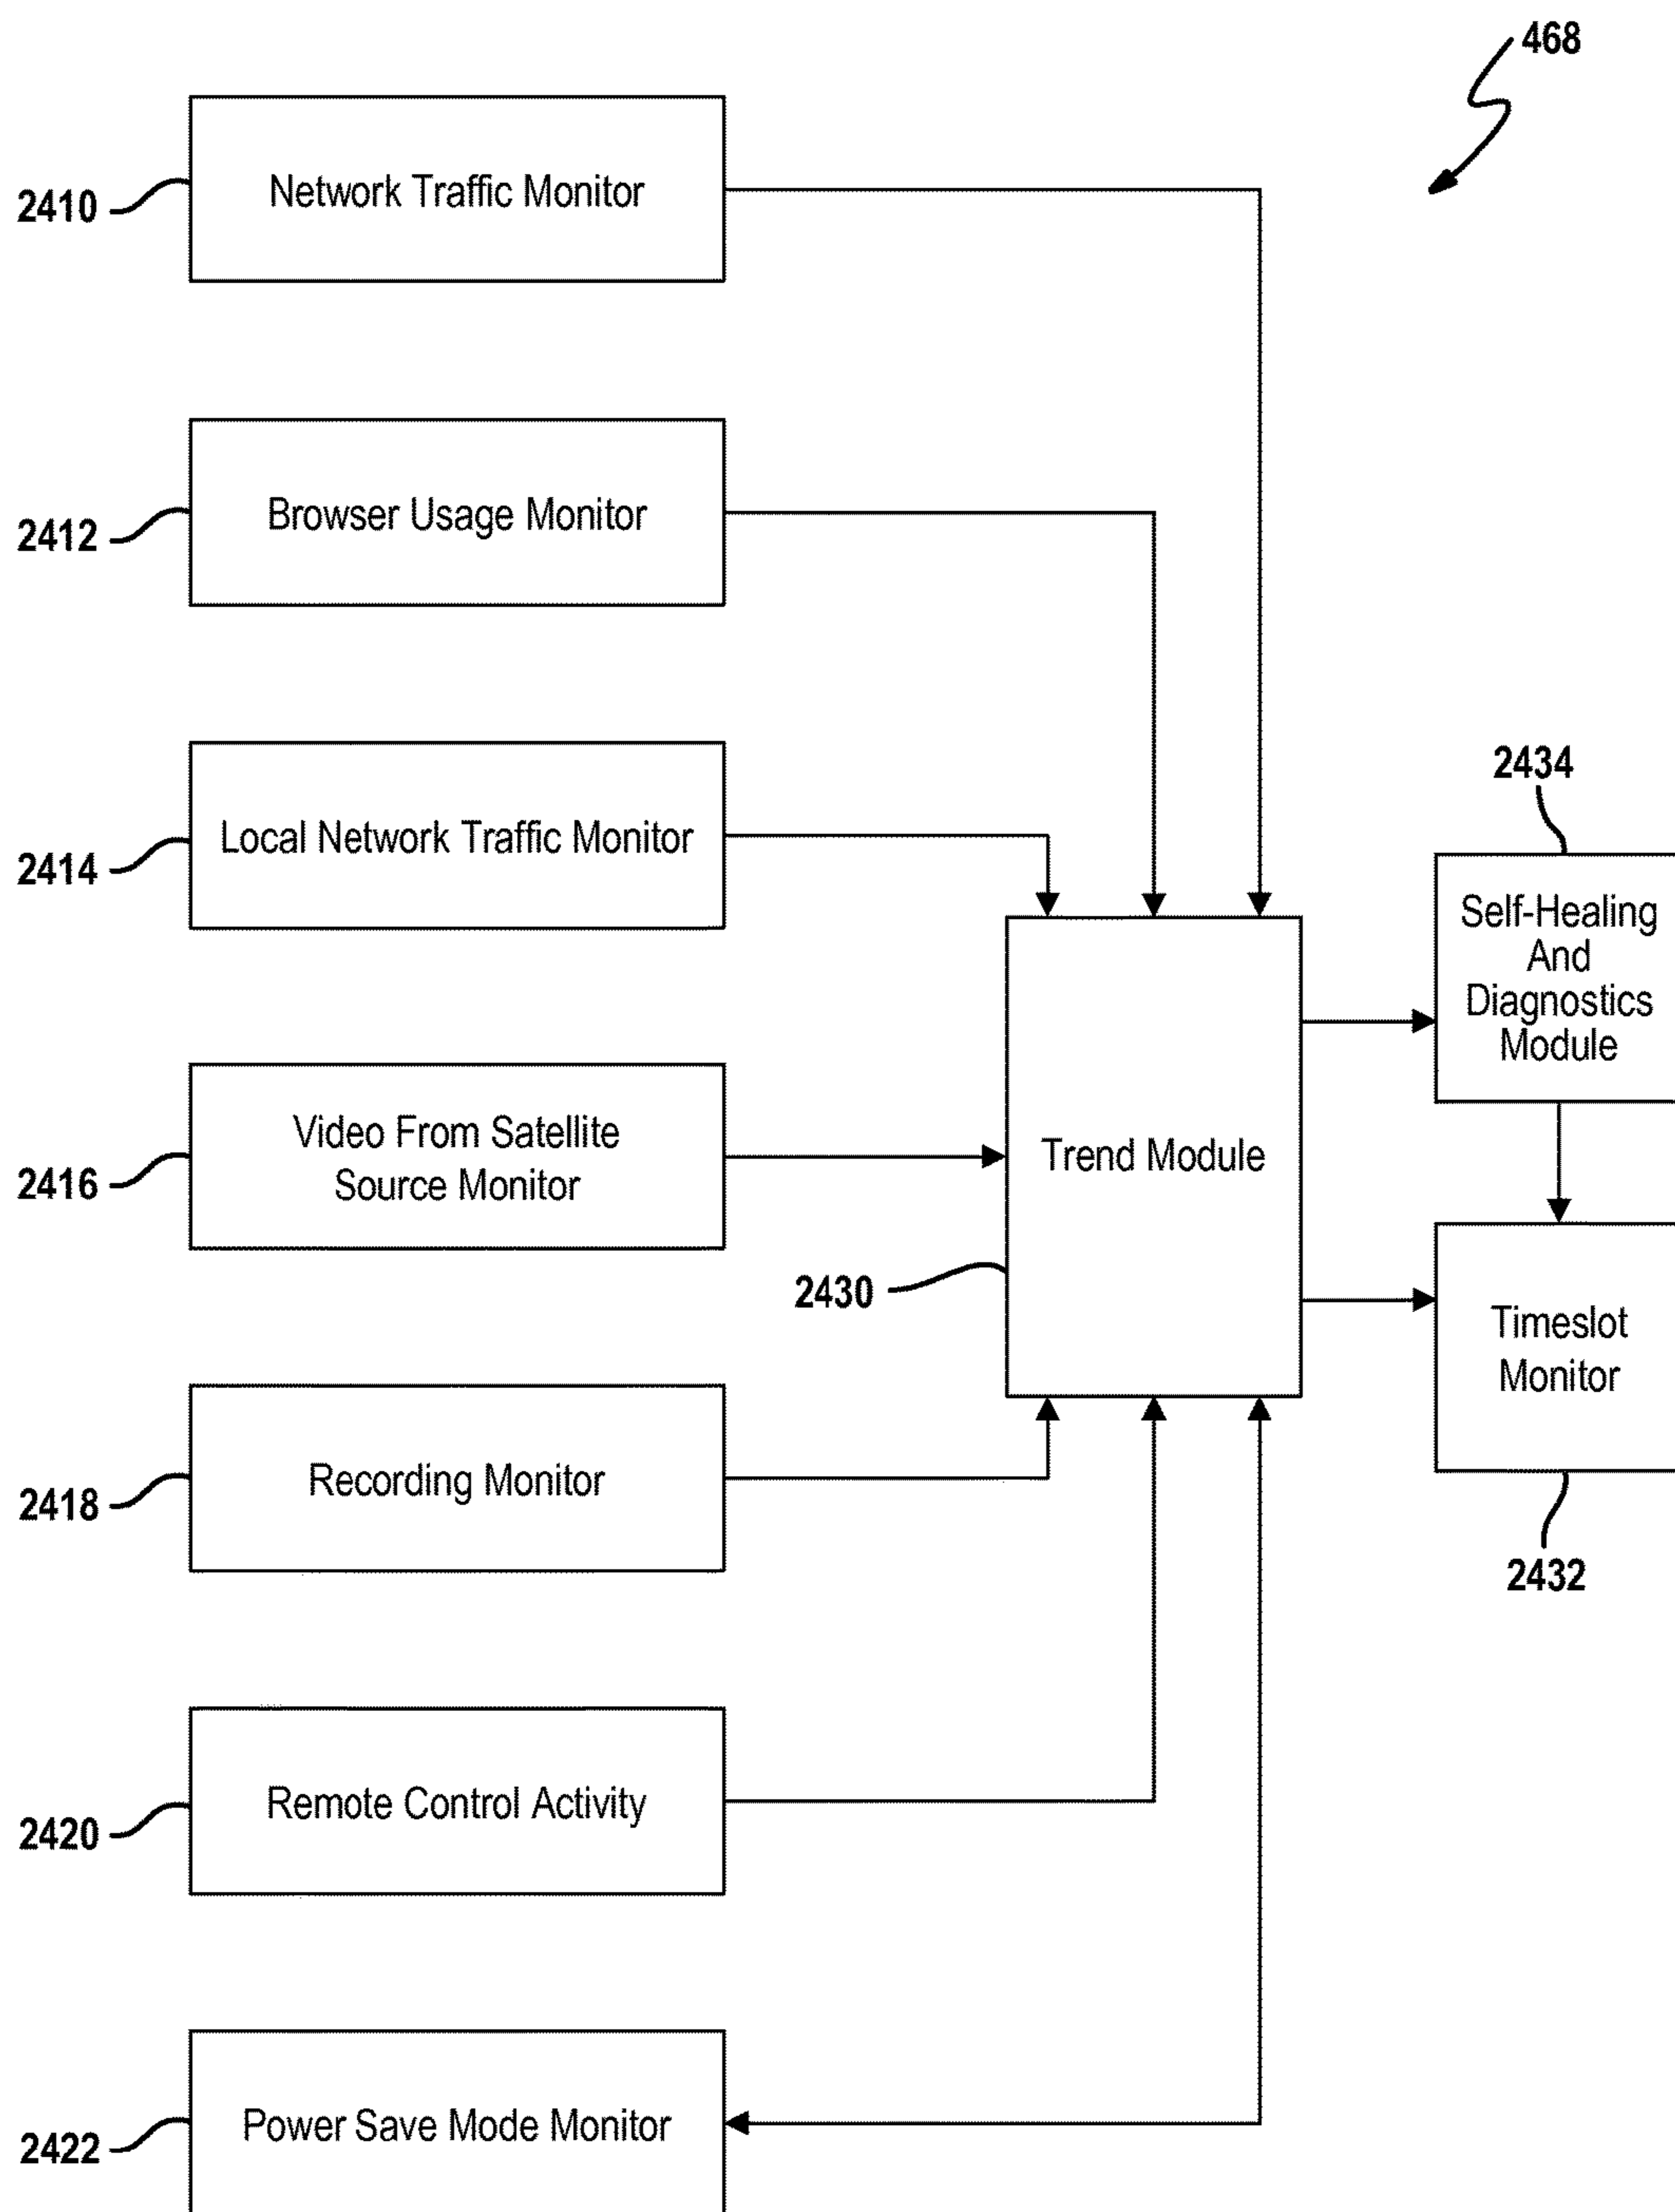 468
2410
Network Traffic Monitor
2412
Browser Usage Monitor
2414
Local Network Traffic Monitor
2434
Self-Healing
And
Diagnostics
Module
2416
Video From Satellite
Source Monitor
Trend Module
2430
Timeslot
Monitor
2432
2418
Recording Monitor
2420
Remote Control Activity
2422
Power Save Mode Monitor